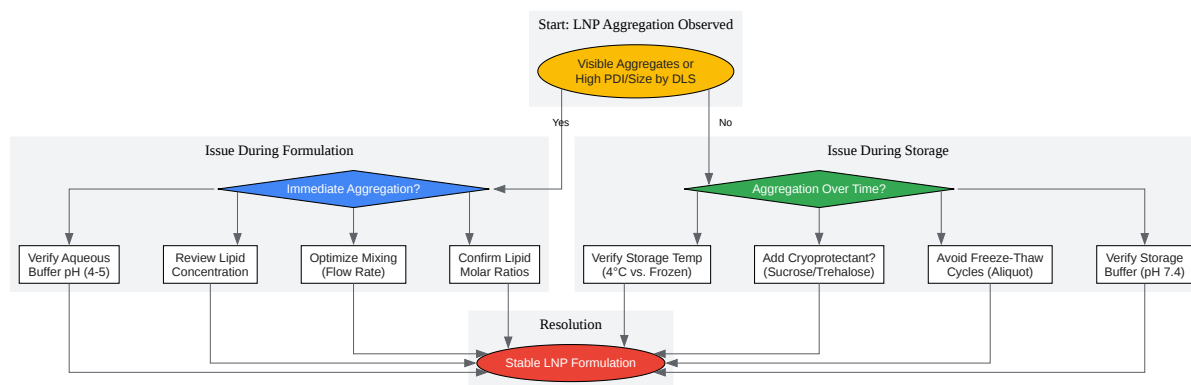 Start: LNP Aggregation Observed
Visible Aggregates or
High PDI/Size by DLS
Yes
No
Issue During Formulation
Issue During Storage
Immediate Aggregation?
Aggregation Over Time?
Verify Aqueous
Buffer pH (4-5)
Review Lipid
Concentration
Optimize Mixing
(Flow Rate)
Confirm Lipid
Molar Ratios
Verify Storage Temp
(4°C vs. Frozen)
Add Cryoprotectant?
(Sucrose/Trehalose)
Avoid Freeze-Thaw
Cycles (Aliquot)
Verify Storage
Buffer (pH 7.4)
Resolution
Stable LNP Formulation